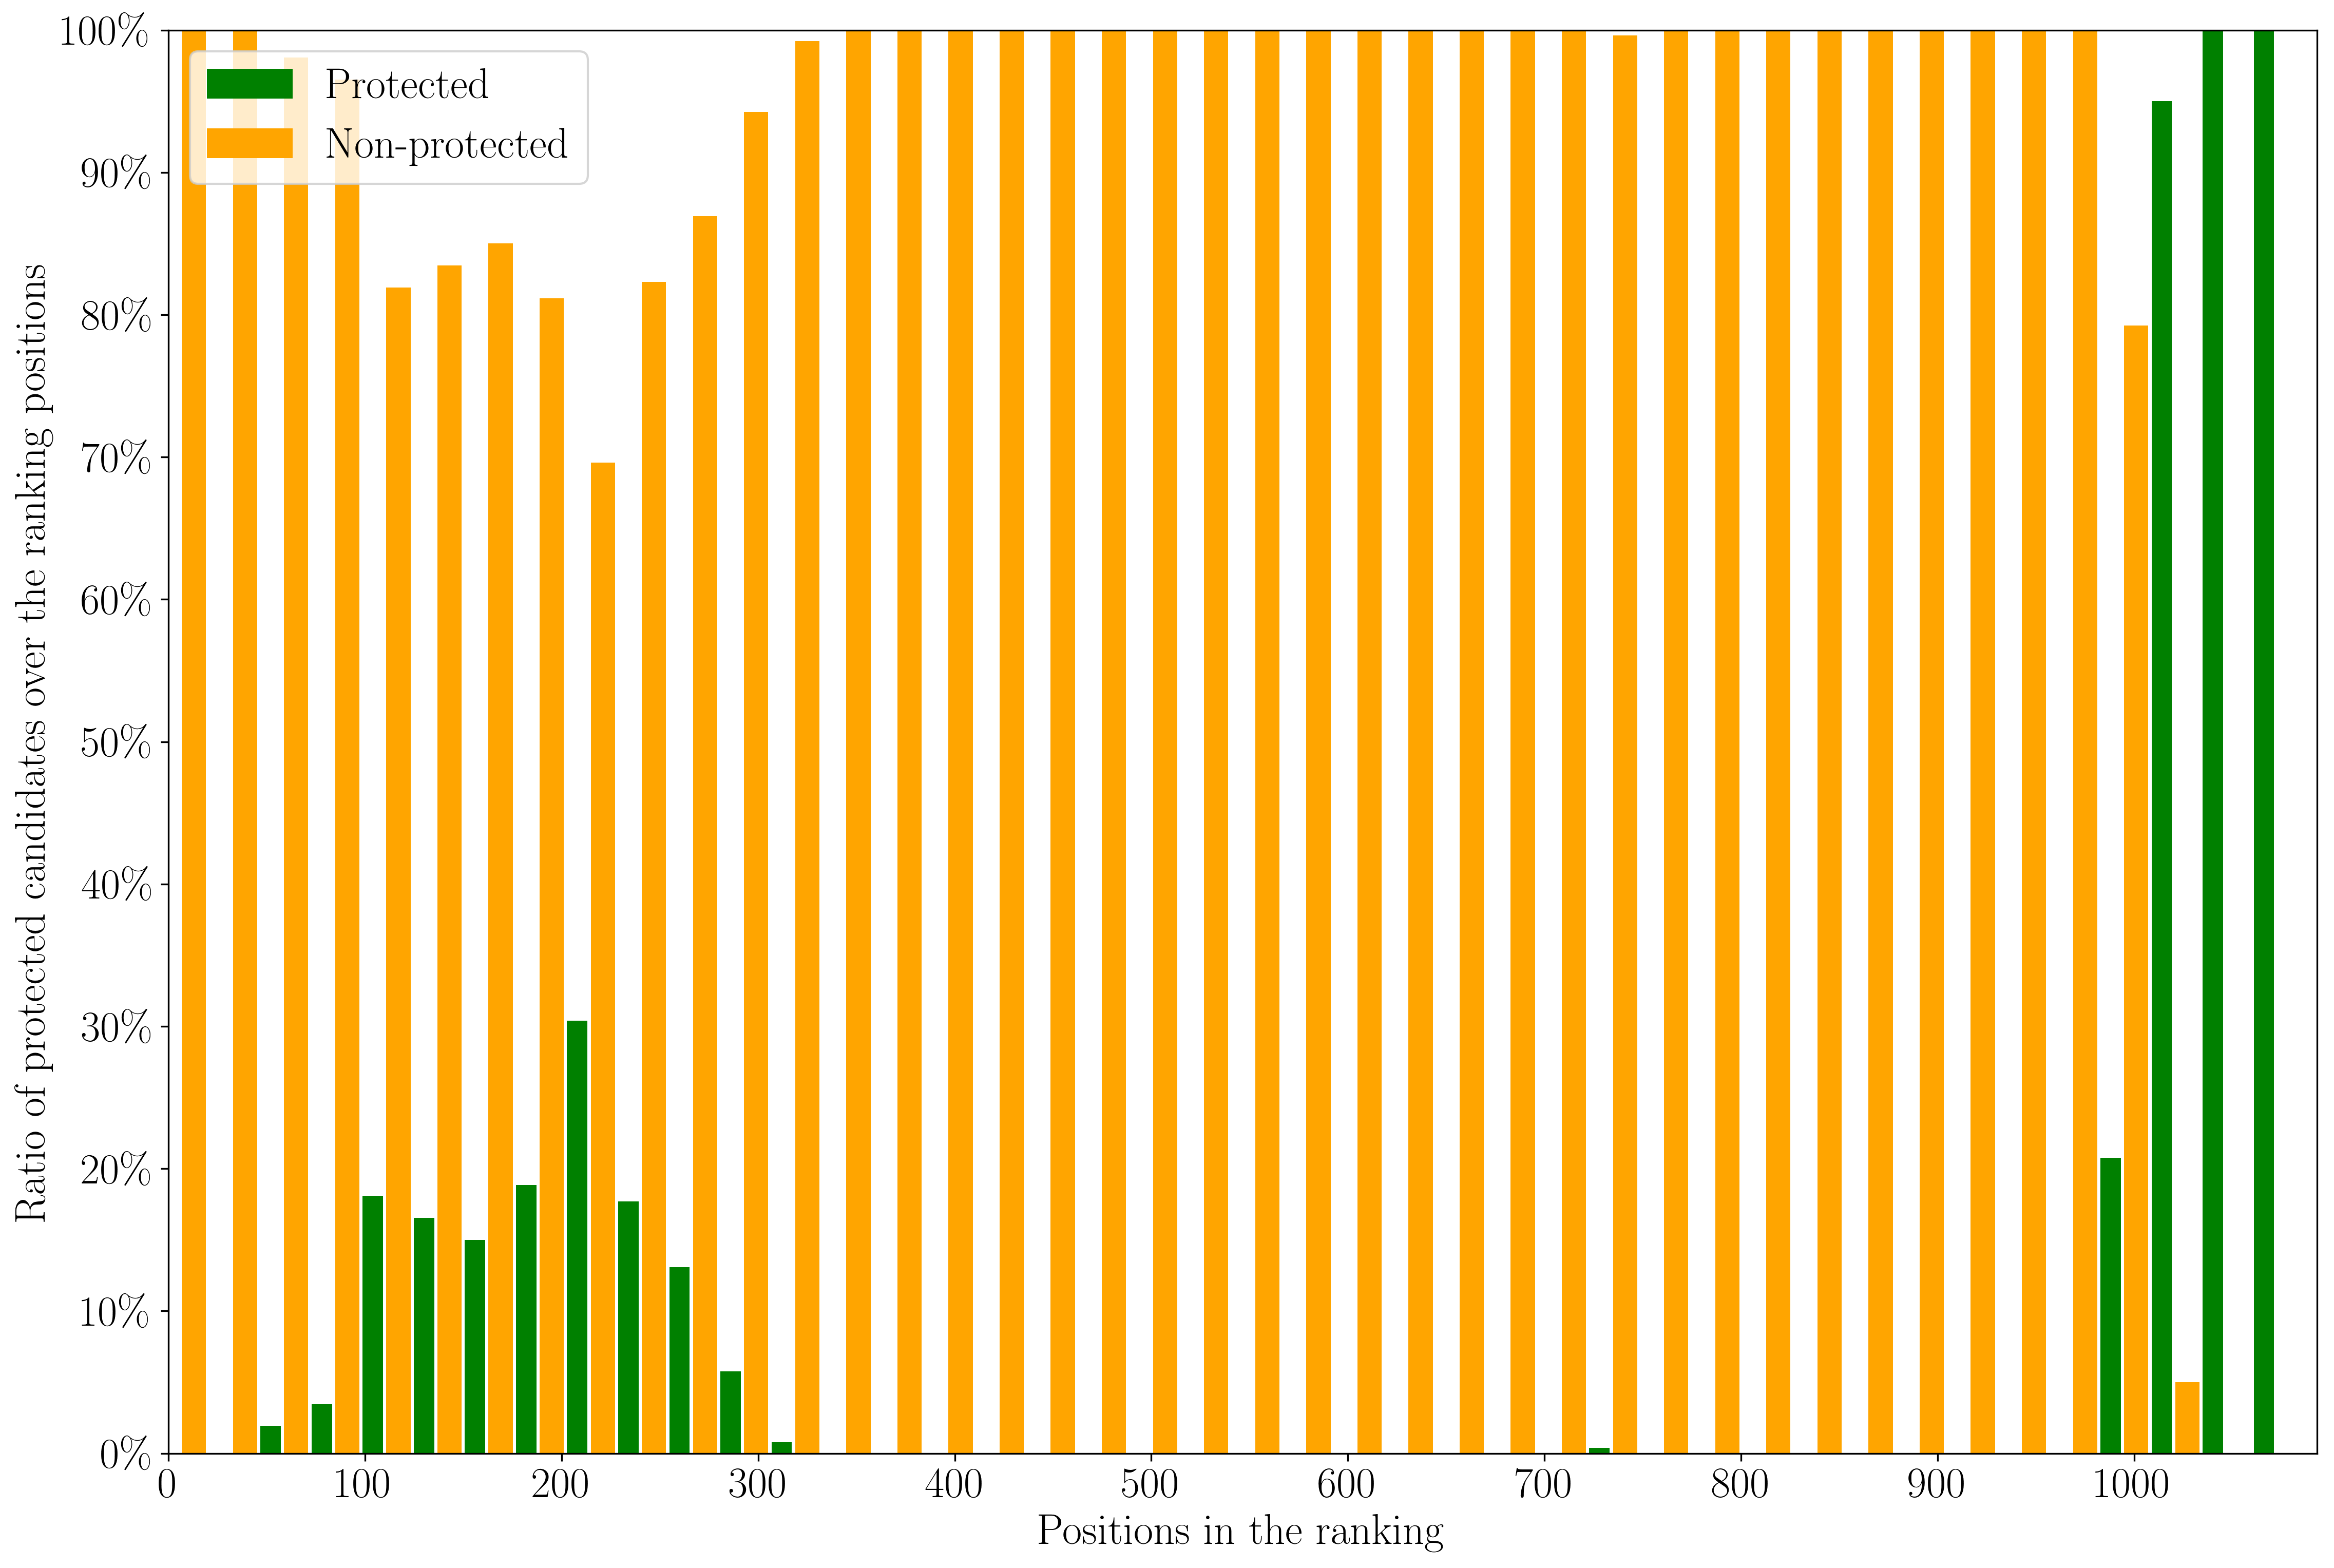 Ratio of protected candidates over the ranking positions
100%
90%
80%
70%
60%
50%
40%
30%
20%
10%
0%
Protected
Non-protected
0 100 200 300 400 500 600 700 800 900 1000
Positions in the ranking